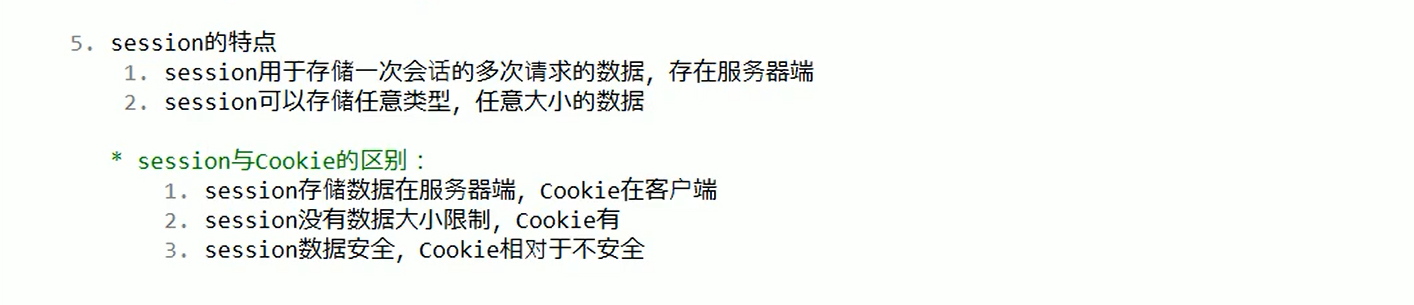 5. session的特点
1. session用于存储一次会话的多次请求的数据，存在服务器端
2. session可以存储任意类型，任意大小的数据
* session与Cookie的区别：
1. session存储数据在服务器端，Cookie在客户端
2. session没有数据大小限制，Cookie有
3. session数据安全，Cookie相对于不安全